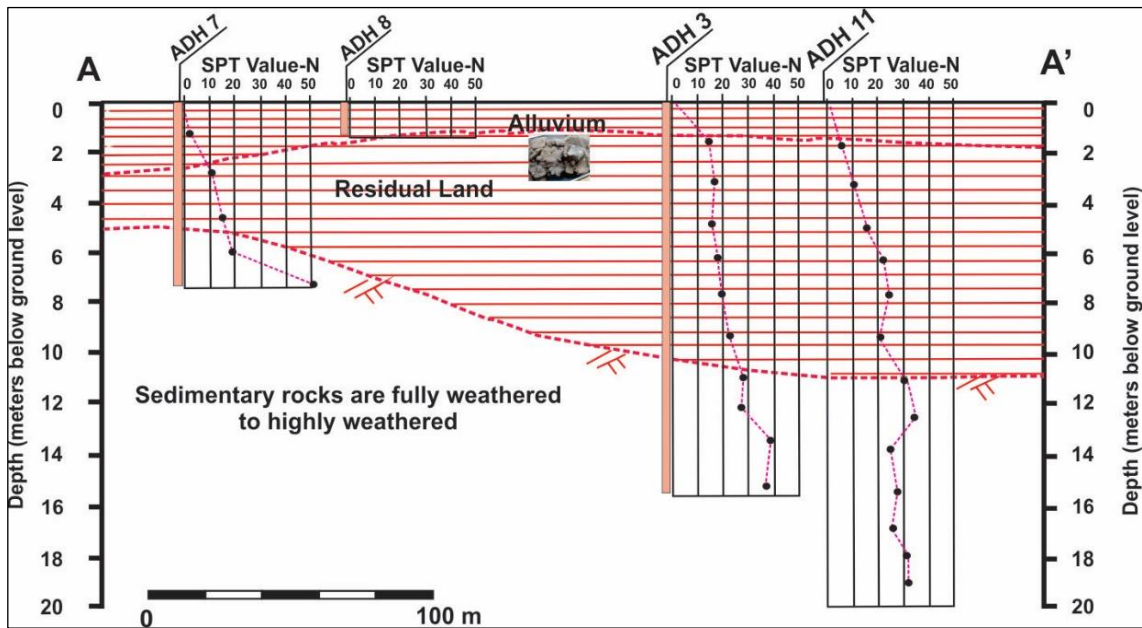 ADH 7
ADH 8
ADH 3
ADH 11
A
SPT Value-N
SPT Value-N
SPT Value-N
SPT Value-N
A'
0 10 20 30 40 50
0 10 20 30 40 50
0 10 20 30 40 50
0 10 20 30 40 50
Depth (meters below ground level)
0
2
4
6
8
10
12
14
16
18
20
Alluvium
Residual Land
Sedimentary rocks are fully weathered
to highly weathered
0
100 m
0
2
4
6
8
10
12
14
16
18
20
Depth (meters below ground level)